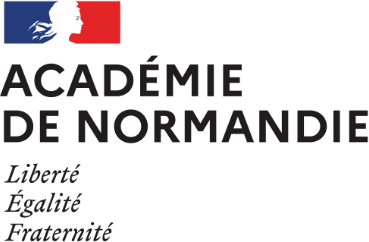 ACADÉMIE
DE NORMANDIE
Liberté
Égalité
Fraternité